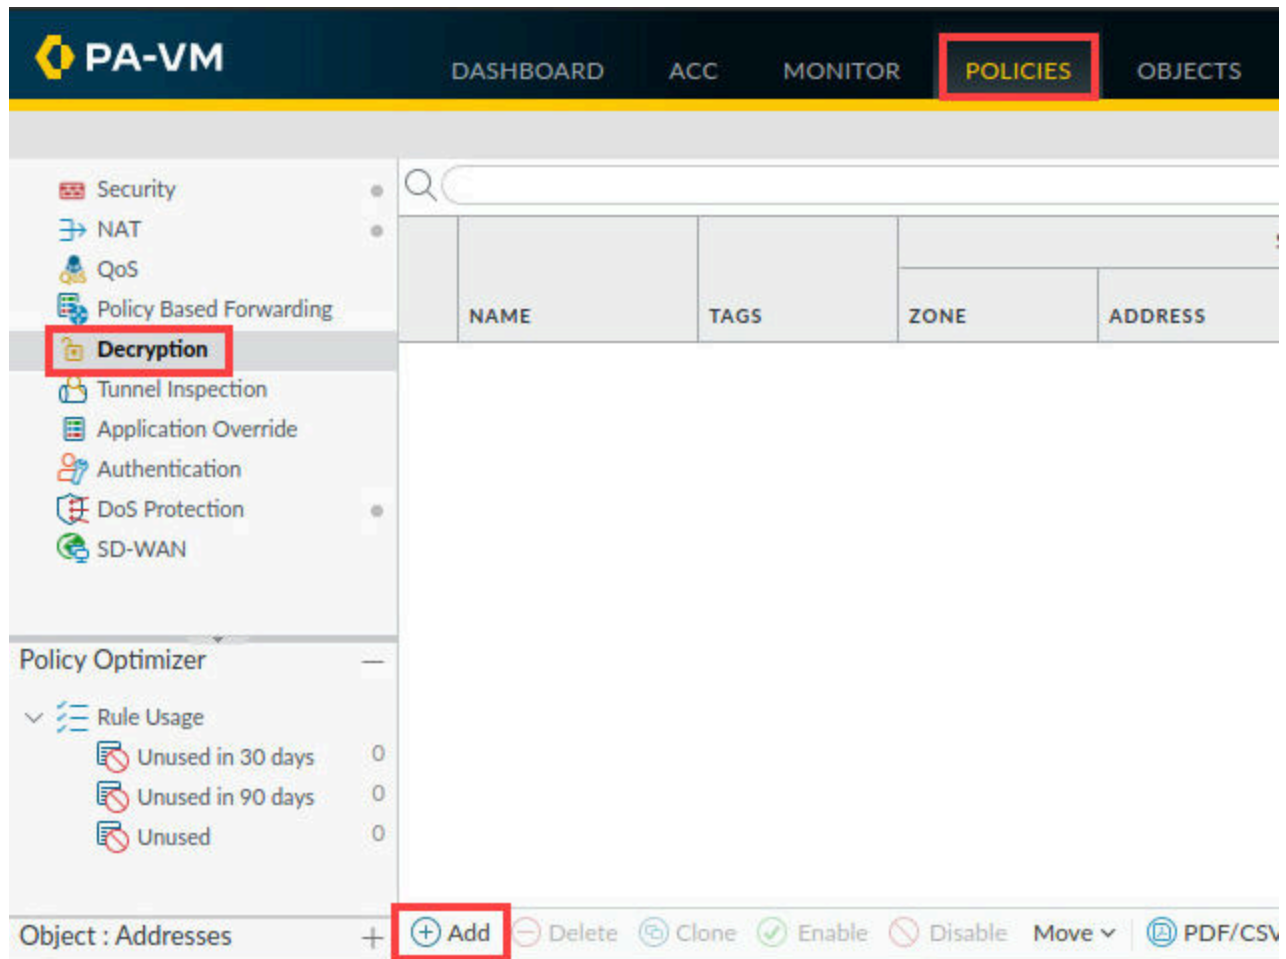 PA-VM
DASHBOARD ACC MONITOR POLICIES OBJECTS
Security
NAT
QoS
Policy Based Forwarding
Decryption
Tunnel Inspection
Application Override
Authentication
DoS Protection
SD-WAN
NAME TAGS ZONE ADDRESS
Policy Optimizer
Rule Usage
Unused in 30 days 0
Unused in 90 days 0
Unused 0
Object : Addresses
Add Delete Clone Enable Disable Move PDF/CSV